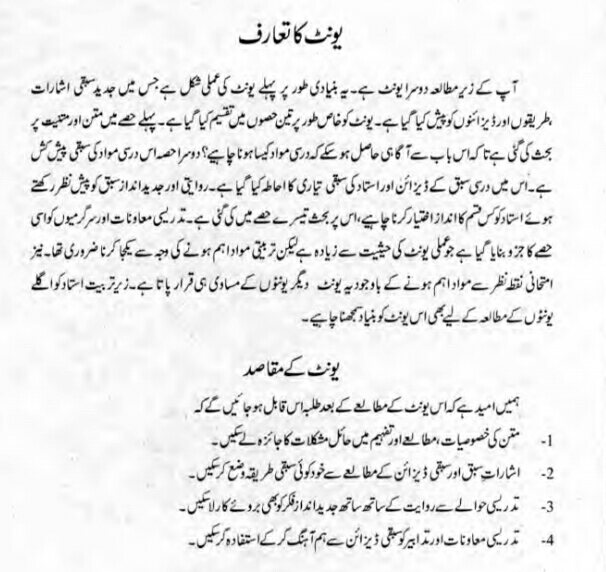 یونٹ کا تعارف
آپ کے زیر مطالعہ دوسرا یونٹ ہے۔ یہ بنیادی طور پر پہلے یونٹ کی عملی شکل ہے جس میں جدید سبقی اشارات
،طریقوں اور ڈیزائنوں کو پیش کیا گیا ہے۔ یونٹ کو خاص طور پر تین حصوں میں تقسیم کیا گیا ہے۔ پہلے حصے میں متن اور متنیت پر
بحث کی گئی ہے تاکہ اس باب سے آگاہی حاصل ہو سکے کہ درسی مواد کیسا ہونا چاہیے؟ دوسرا حصہ اس درسی مواد کی سبقی پیش کش
ہے۔ اس میں درسی سبق کے ڈیزائن اور استاد کی سبقی تیاری کا احاطہ کیا گیا ہے۔ روایتی اور جدید انداز سبق کو پیش نظر رکھتے
ہوئے استاد کو کس قسم کا انداز اختیار کرنا چاہیے، اس پر بحث تیسرے حصے میں کی گئی ہے۔ تدریسی معاونات اور سرگرمیوں کو اسی
حصے کا جزو بنایا گیا ہے جو عملی یونٹ کی حیثیت سے زیادہ ہے لیکن تربیتی مواد اہم ہونے کی وجہ سے یکجا کرنا ضروری تھا۔ نیز
امتحانی نقطہ نظر سے مواد اہم ہونے کے باوجود یہ یونٹ دیگر یونٹوں کے مساوی ہی قرار پاتا ہے۔ زیر تربیت استاد کو اگلے
یونٹوں کے مطالعہ کے لیے بھی اس یونٹ کو بنیاد سمجھنا چاہیے۔
یونٹ کے مقاصد
ہمیں امید ہے کہ اس یونٹ کے مطالعے کے بعد طلبہ اس قابل ہو جائیں گے کہ
1- متن کی خصوصیات، مطالعے اور تفہیم میں حائل مشکلات کا جائزہ لے سکیں۔
2- اشاراتِ سبق اور سبقی ڈیزائن کے مطالعے سے خود کوئی سبقی طریقہ وضع کر سکیں۔
3- تدریسی حوالے سے روایت کے ساتھ ساتھ جدید انداز فکر کو بھی بروئے کار لا سکیں۔
4- تدریسی معاونات اور تدابیر کو سبقی ڈیزائن سے ہم آہنگ کر کے استفادہ کر سکیں۔